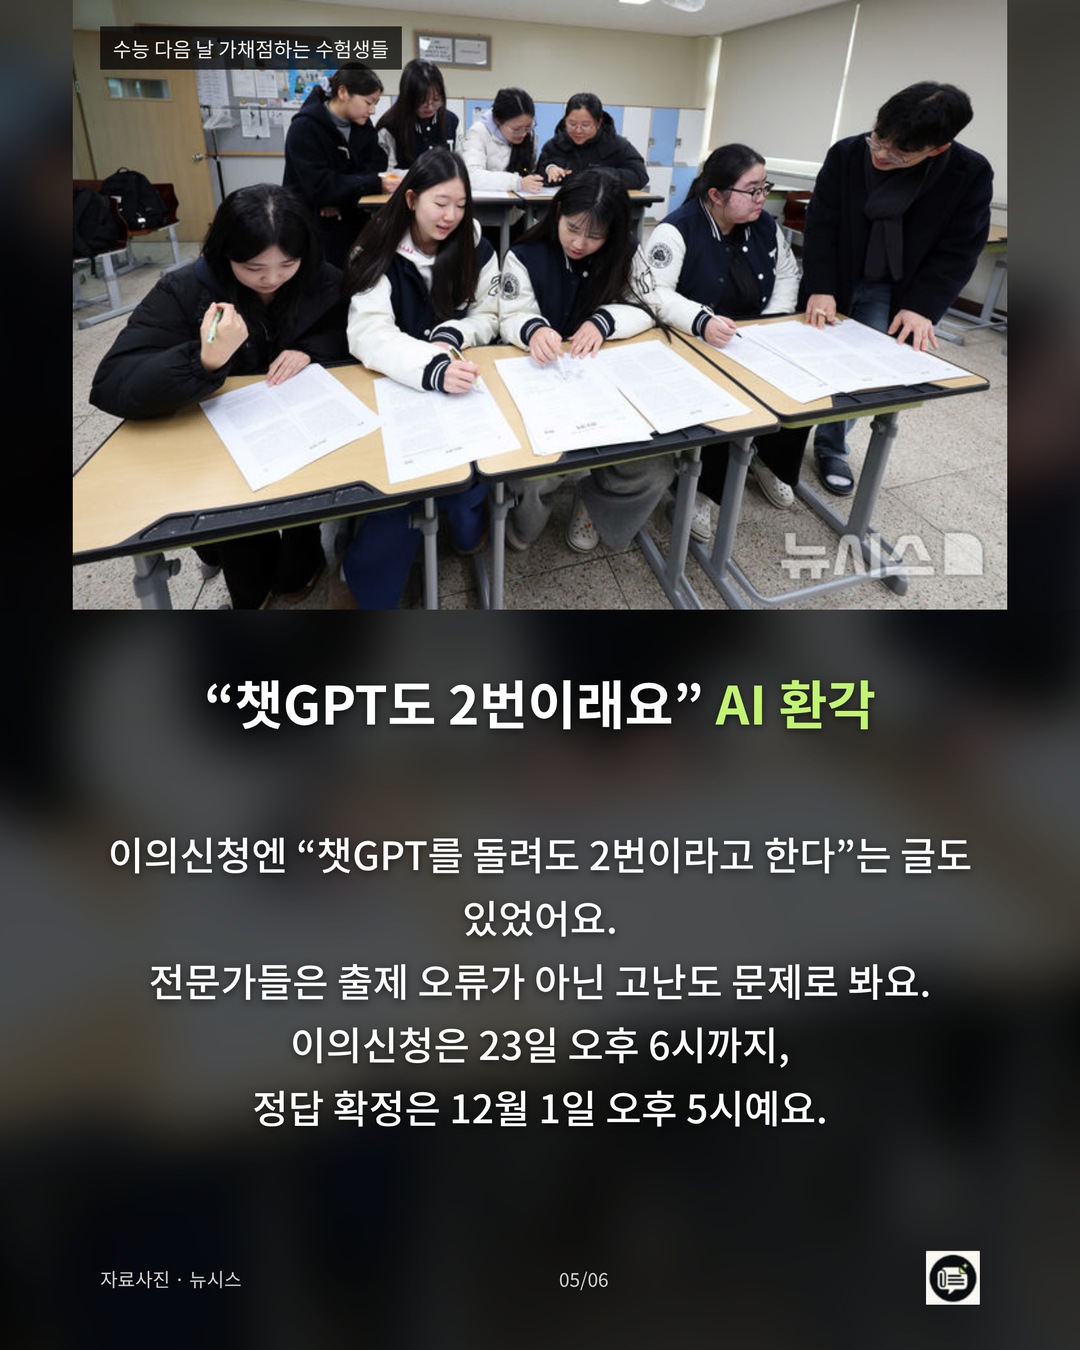 수능 다음 날 가채점하는 수험생들
뉴시스
“챗GPT도 2번이래요” AI 환각
이의신청엔 “챗GPT를 돌려도 2번이라고 한다”는 글도
있었어요.
전문가들은 출제 오류가 아닌 고난도 문제로 봐요.
이의신청은 23일 오후 6시까지,
정답 확정은 12월 1일 오후 5시예요.
자료사진 · 뉴시스
05/06